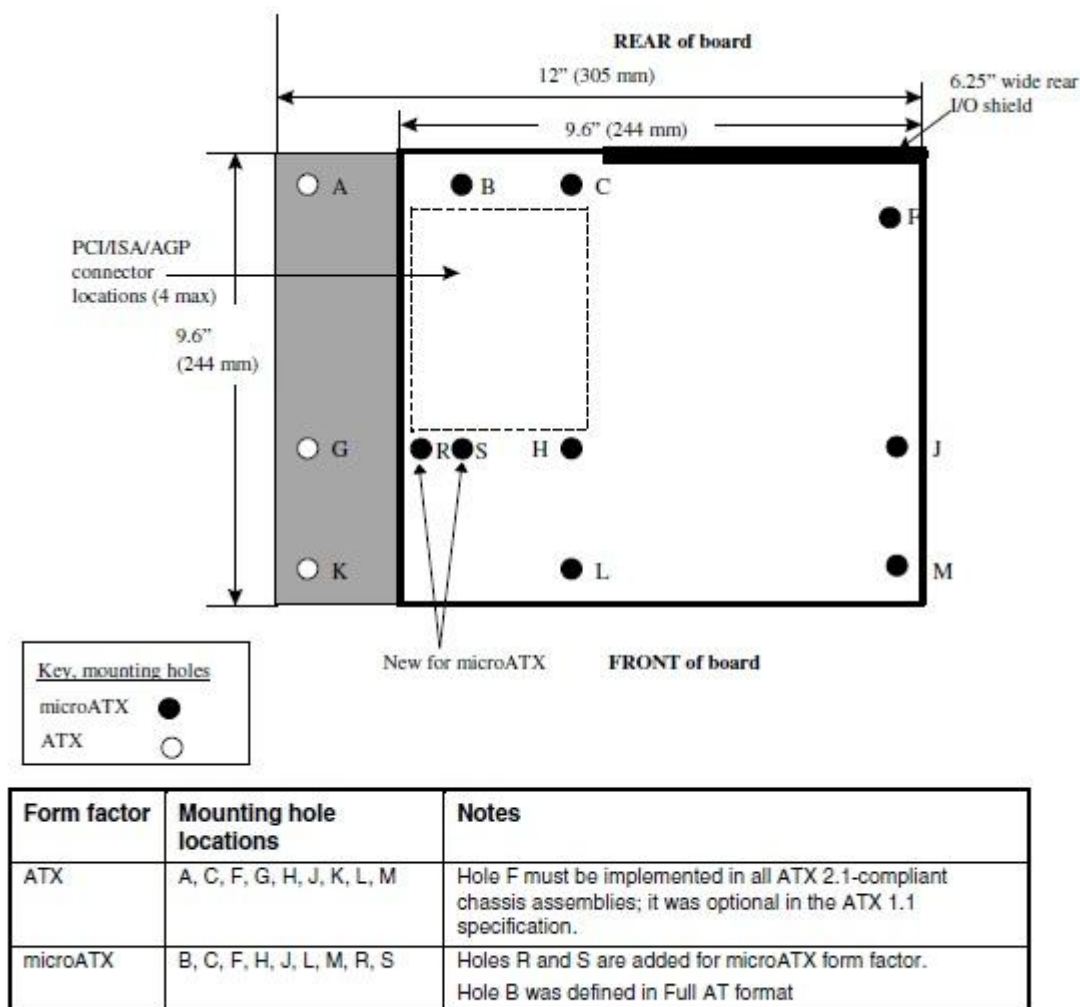 REAR of board
12” (305 mm)
6.25” wide rear
I/O shield
9.6” (244 mm)
A
B
C
F
PCI/ISA/AGP
connector
locations (4 max)
9.6”
(244 mm)
G
R
S
H
J
K
L
M
New for microATX
FRONT of board
Key, mounting holes
microATX
ATX
Form factor
Mounting hole
locations
Notes
ATX
A, C, F, G, H, J, K, L, M
Hole F must be implemented in all ATX 2.1-compliant
chassis assemblies; it was optional in the ATX 1.1
specification.
microATX
B, C, F, H, J, L, M, R, S
Holes R and S are added for microATX form factor.
Hole B was defined in Full AT format